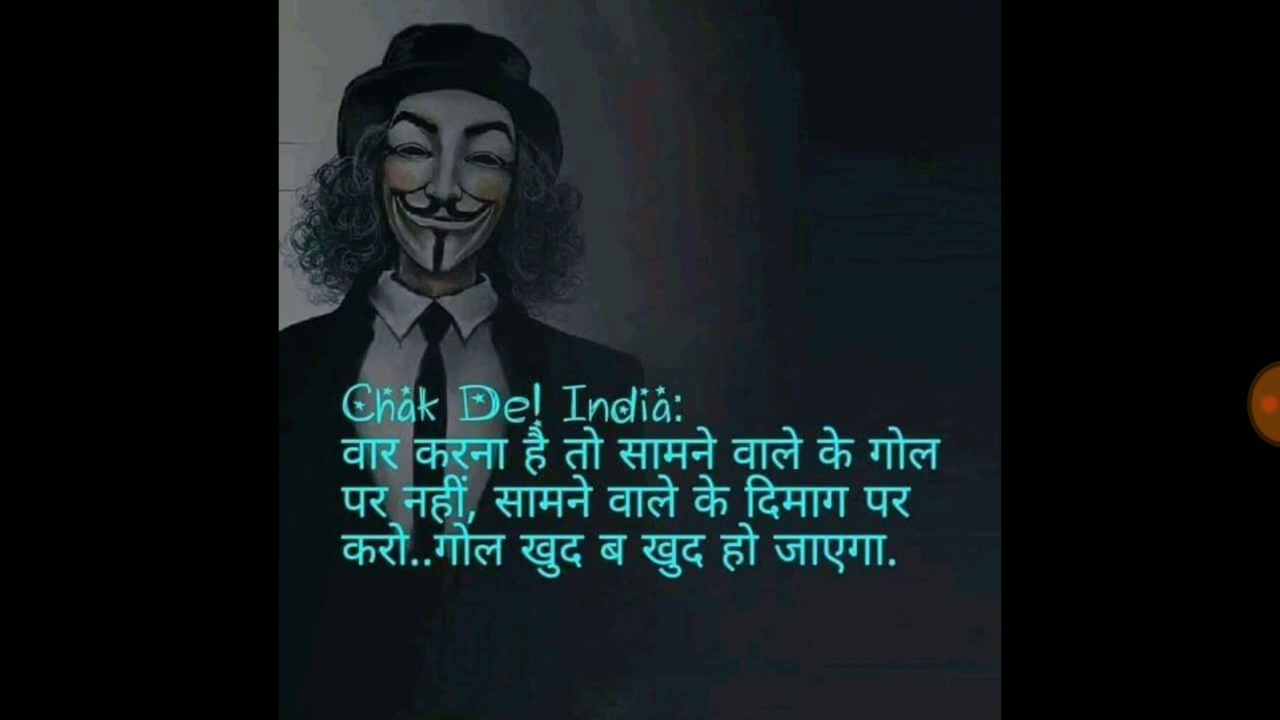 Chak De! India:
वार करना है तो सामने वाले के गोल
पर नहीं, सामने वाले के दिमाग पर
करो..गोल खुद ब खुद हो जाएगा.